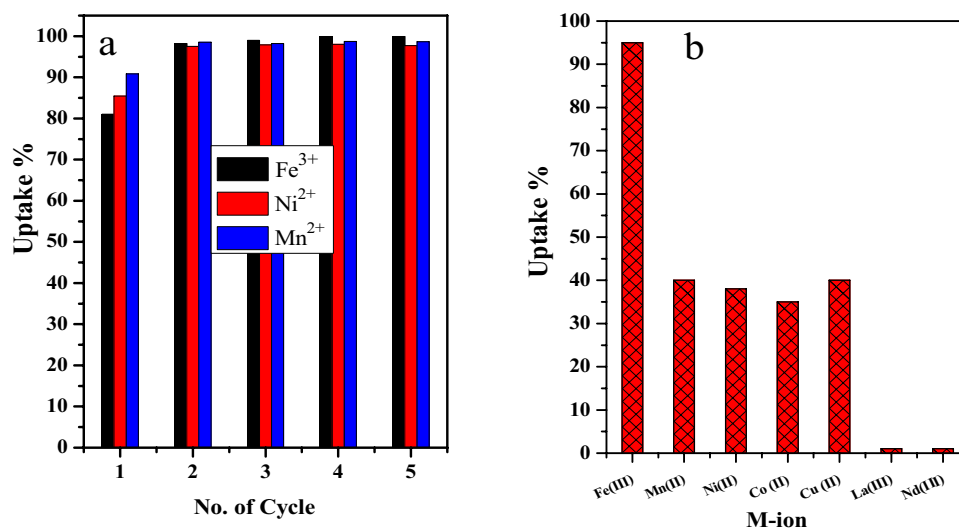 a
100
90
80
70
60
50
40
30
20
10
0
Uptake %
Fe3+
Ni2+
Mn2+
1 2 3 4 5
No. of Cycle
b
100
90
80
70
60
50
40
30
20
10
0
Uptake %
Fe(III) Mn(II) Ni(II) Co (II) Cu (II) La(III) Nd(III)
M-ion